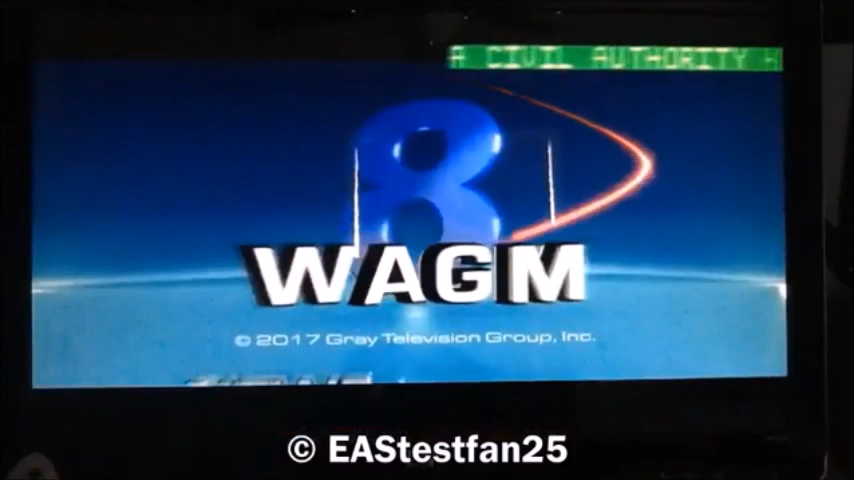 A CIVIL AUTHORITY H
8
WAGM
© 2017 Gray Television Group, Inc.
© EAStestfan25